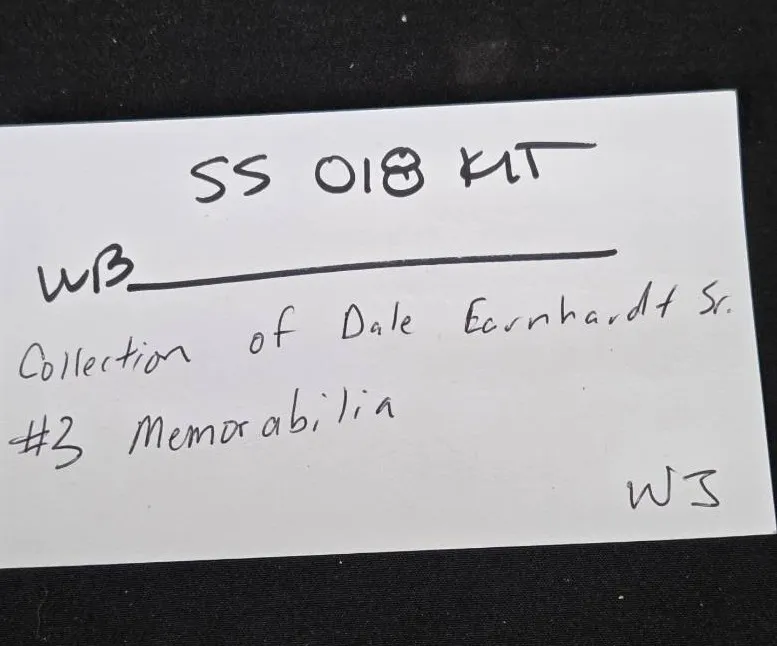 SS 018 KIT
WB
Collection of Dale Earnhardt Sr.
#3 Memorabilia
WJ